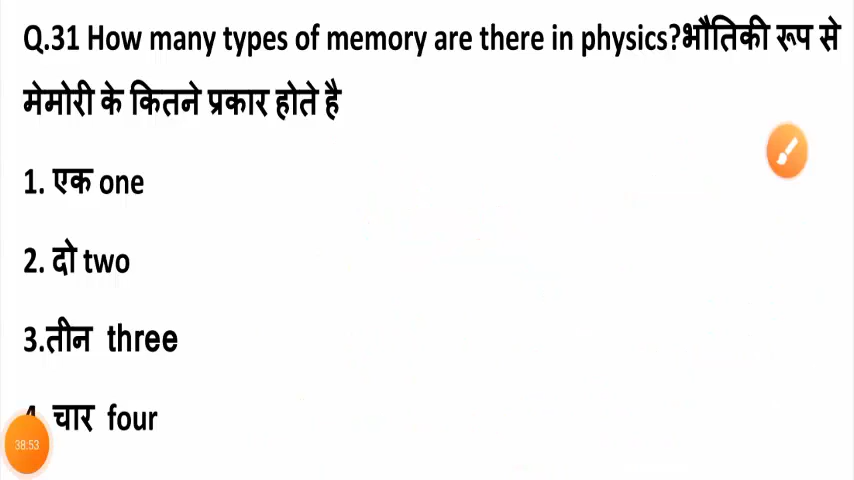 Q.31 How many types of memory are there in physics?भौतिकी रूप से
मेमोरी के कितने प्रकार होते है
1. एक one
2. दो two
3.तीन three
4. चार four
38:53